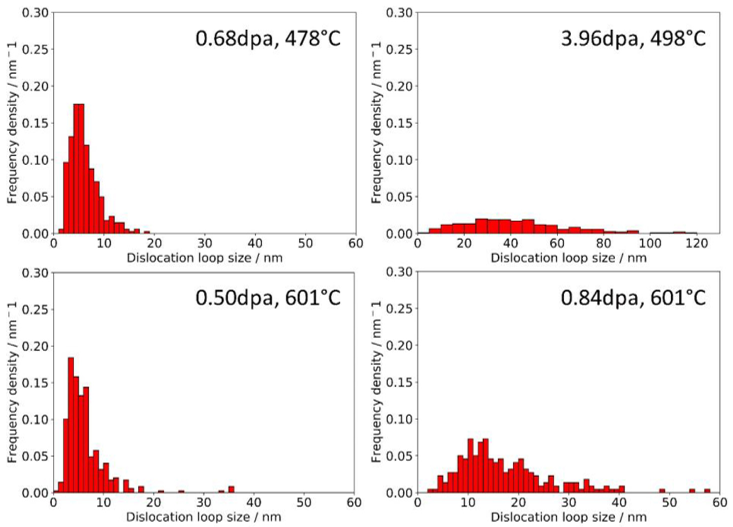 0.68dpa, 478°C
Frequency density / nm⁻1
0.30
0.25
0.20
0.15
0.10
0.05
0.00
0 10 20 30 40 50 60
Dislocation loop size / nm
3.96dpa, 498°C
Frequency density / nm⁻1
0.30
0.25
0.20
0.15
0.10
0.05
0.00
0 20 40 60 80 100 120
Dislocation loop size / nm
0.50dpa, 601°C
Frequency density / nm⁻1
0.30
0.25
0.20
0.15
0.10
0.05
0.00
0 10 20 30 40 50 60
Dislocation loop size / nm
0.84dpa, 601°C
Frequency density / nm⁻1
0.30
0.25
0.20
0.15
0.10
0.05
0.00
0 10 20 30 40 50 60
Dislocation loop size / nm